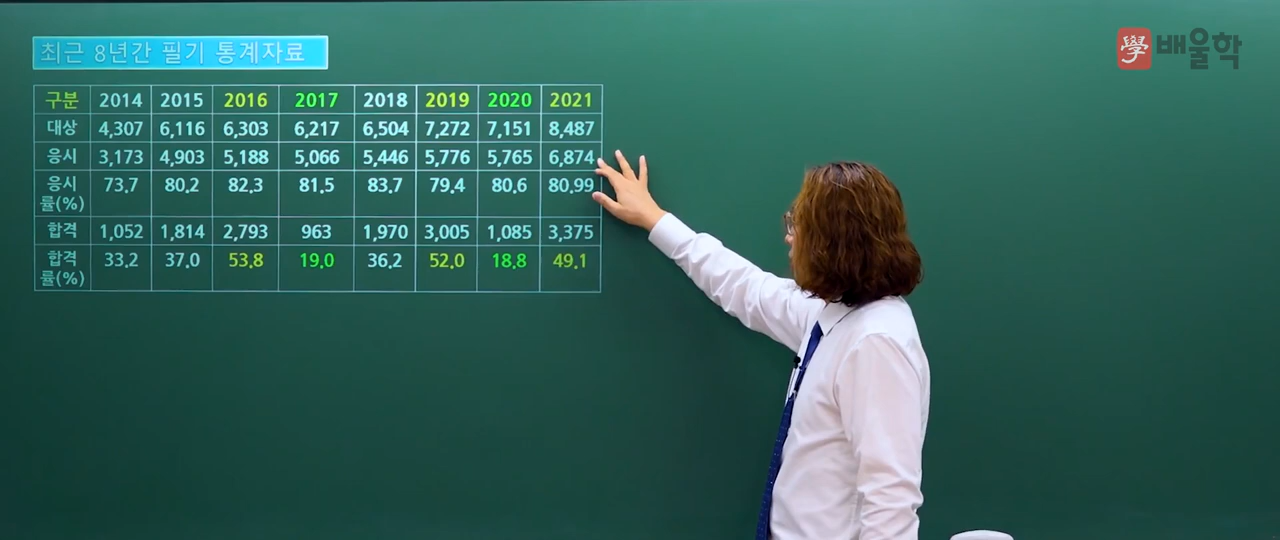 최근 8년간 필기 통계자료
學 배울학
구분 2014 2015 2016 2017 2018 2019 2020 2021
대상 4,307 6,116 6,303 6,217 6,504 7,272 7,151 8,487
응시 3,173 4,903 5,188 5,066 5,446 5,776 5,765 6,874
응시 73.7 80.2 82.3 81.5 83.7 79.4 80.6 80.99
률(%)
합격 1,052 1,814 2,793 963 1,970 3,005 1,085 3,375
합격 33.2 37.0 53.8 19.0 36.2 52.0 18.8 49.1
률(%)